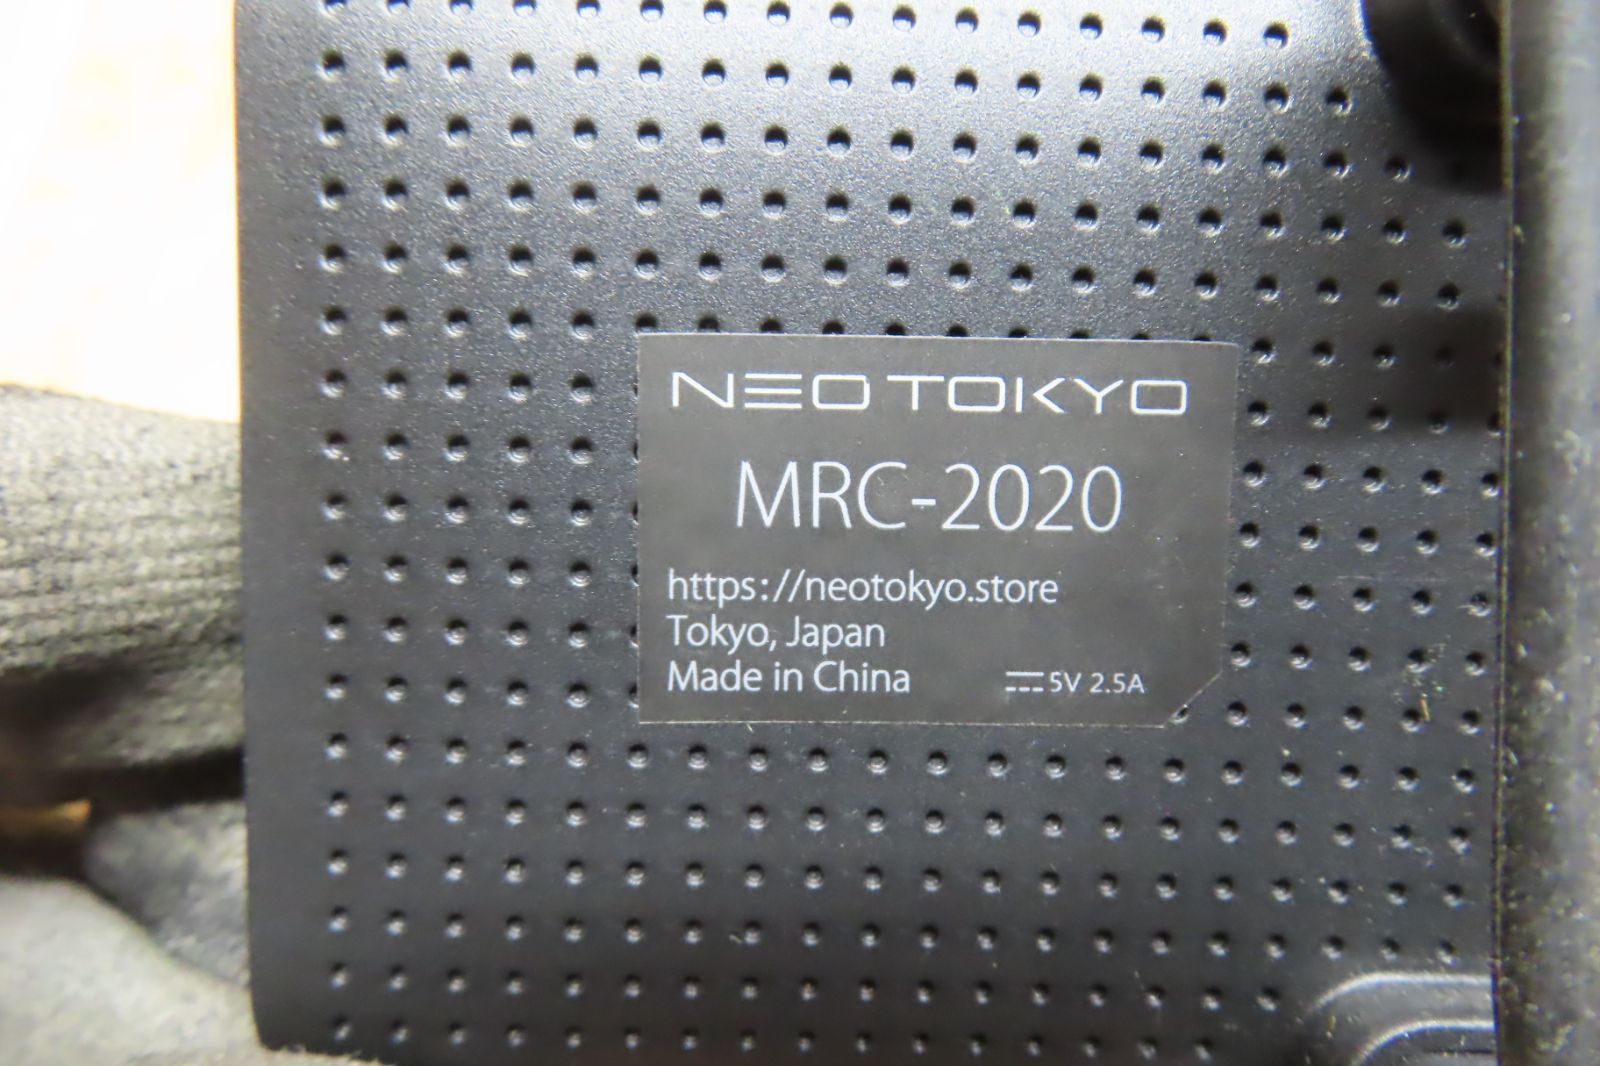 NEO TOKYO
MRC-2020
https://neotokyo.store
Tokyo, Japan
Made in China
⎓5V 2.5A